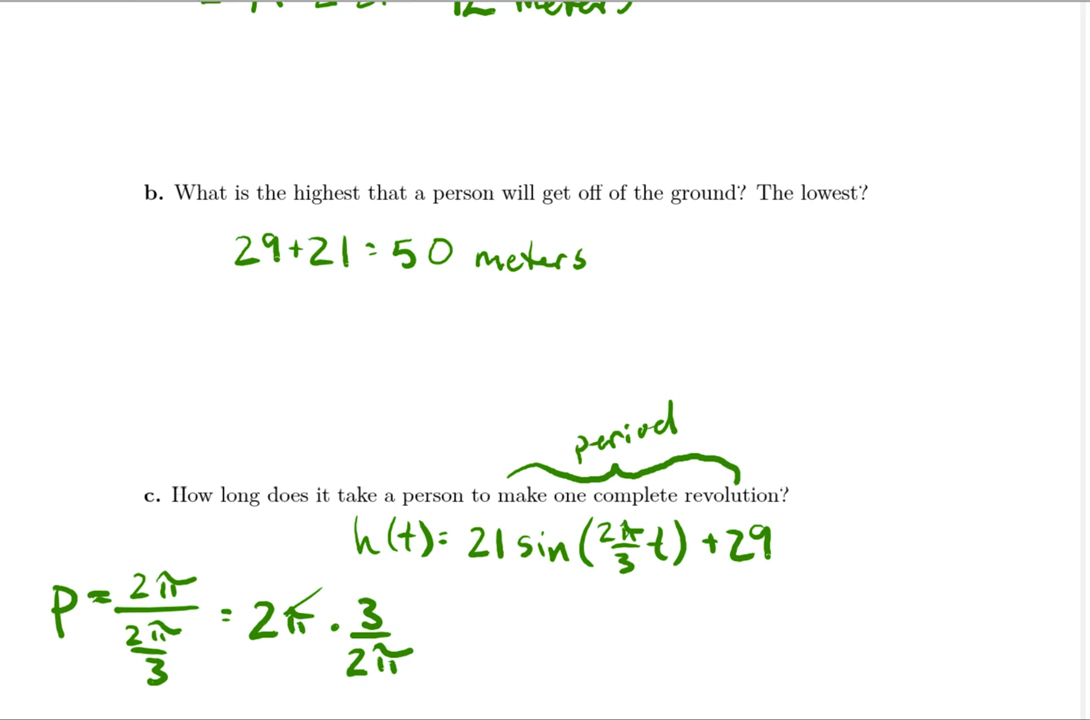 12 meters
b. What is the highest that a person will get off of the ground? The lowest?
29+21=50 meters
period
c. How long does it take a person to make one complete revolution?
h(t)= 21 sin(2π/3 t) +29
P = 2π/(2π/3) = 2π · 3/2π